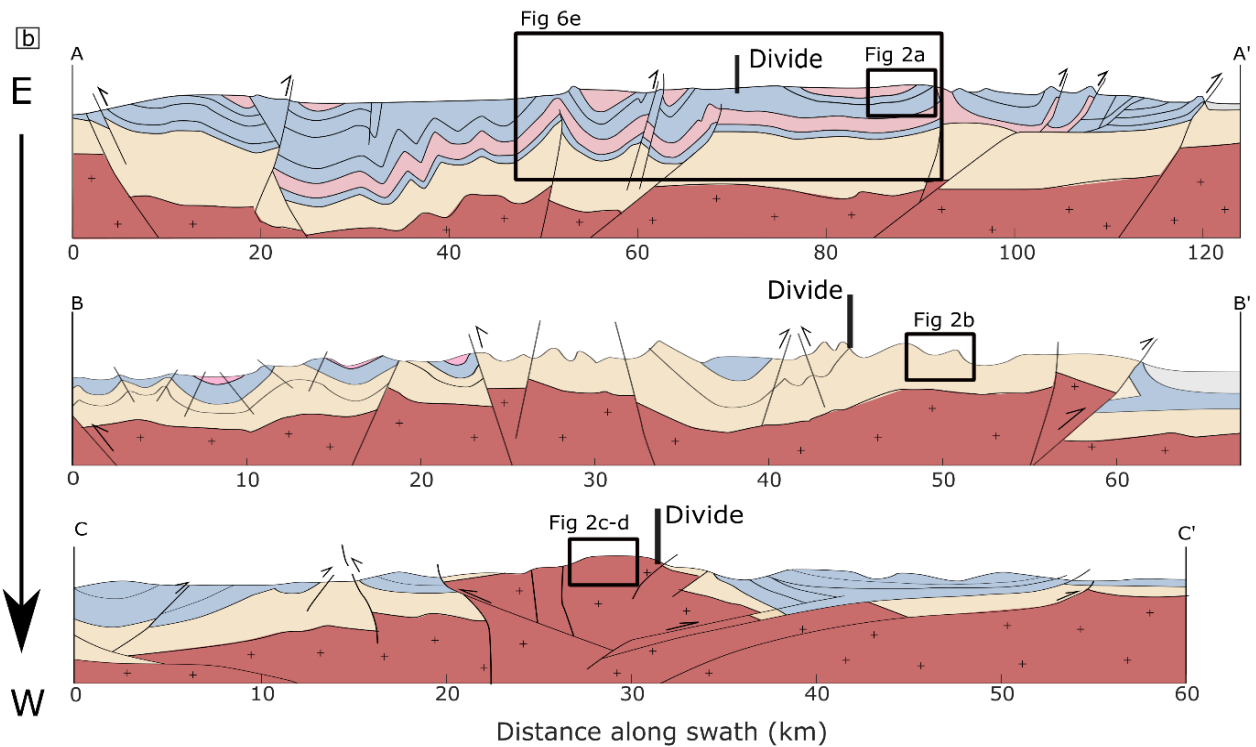 b
E
W
Fig 6e
A
Divide
Fig 2a
A'
0 20 40 60 80 100 120
B
Divide
Fig 2b
B'
0 10 20 30 40 50 60
C
Fig 2c-d
Divide
C'
0 10 20 30 40 50 60
Distance along swath (km)